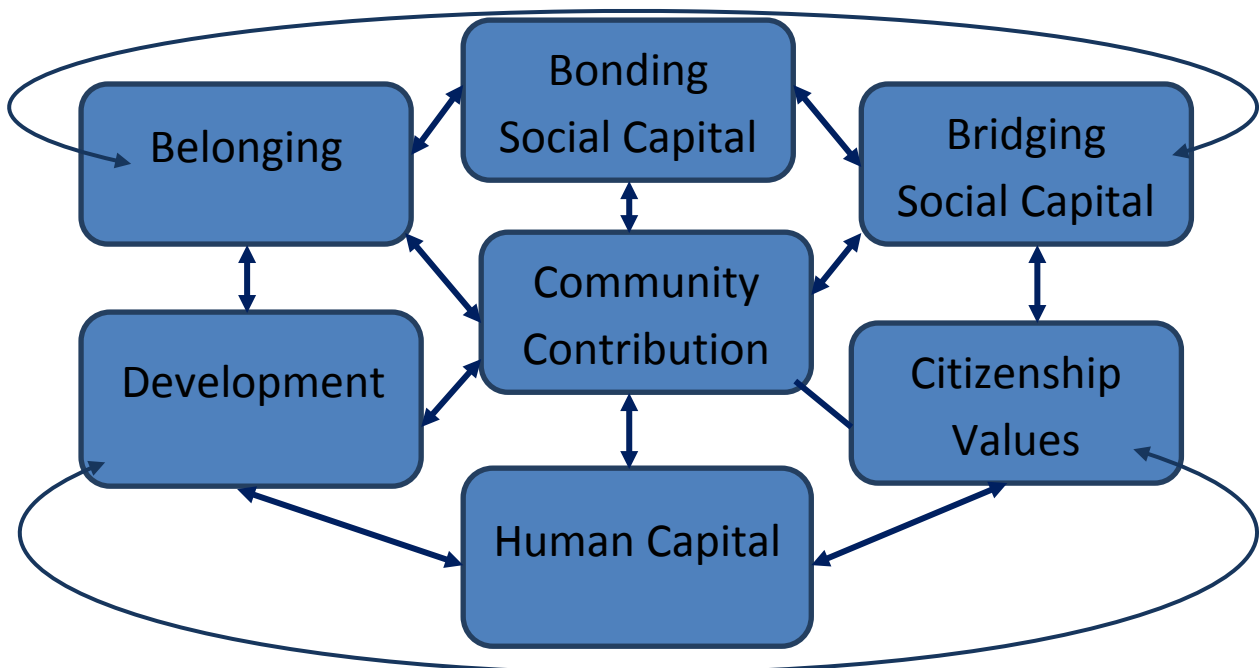 Bonding
Social Capital
Belonging
Bridging
Social Capital
Community
Contribution
Development
Citizenship
Values
Human Capital